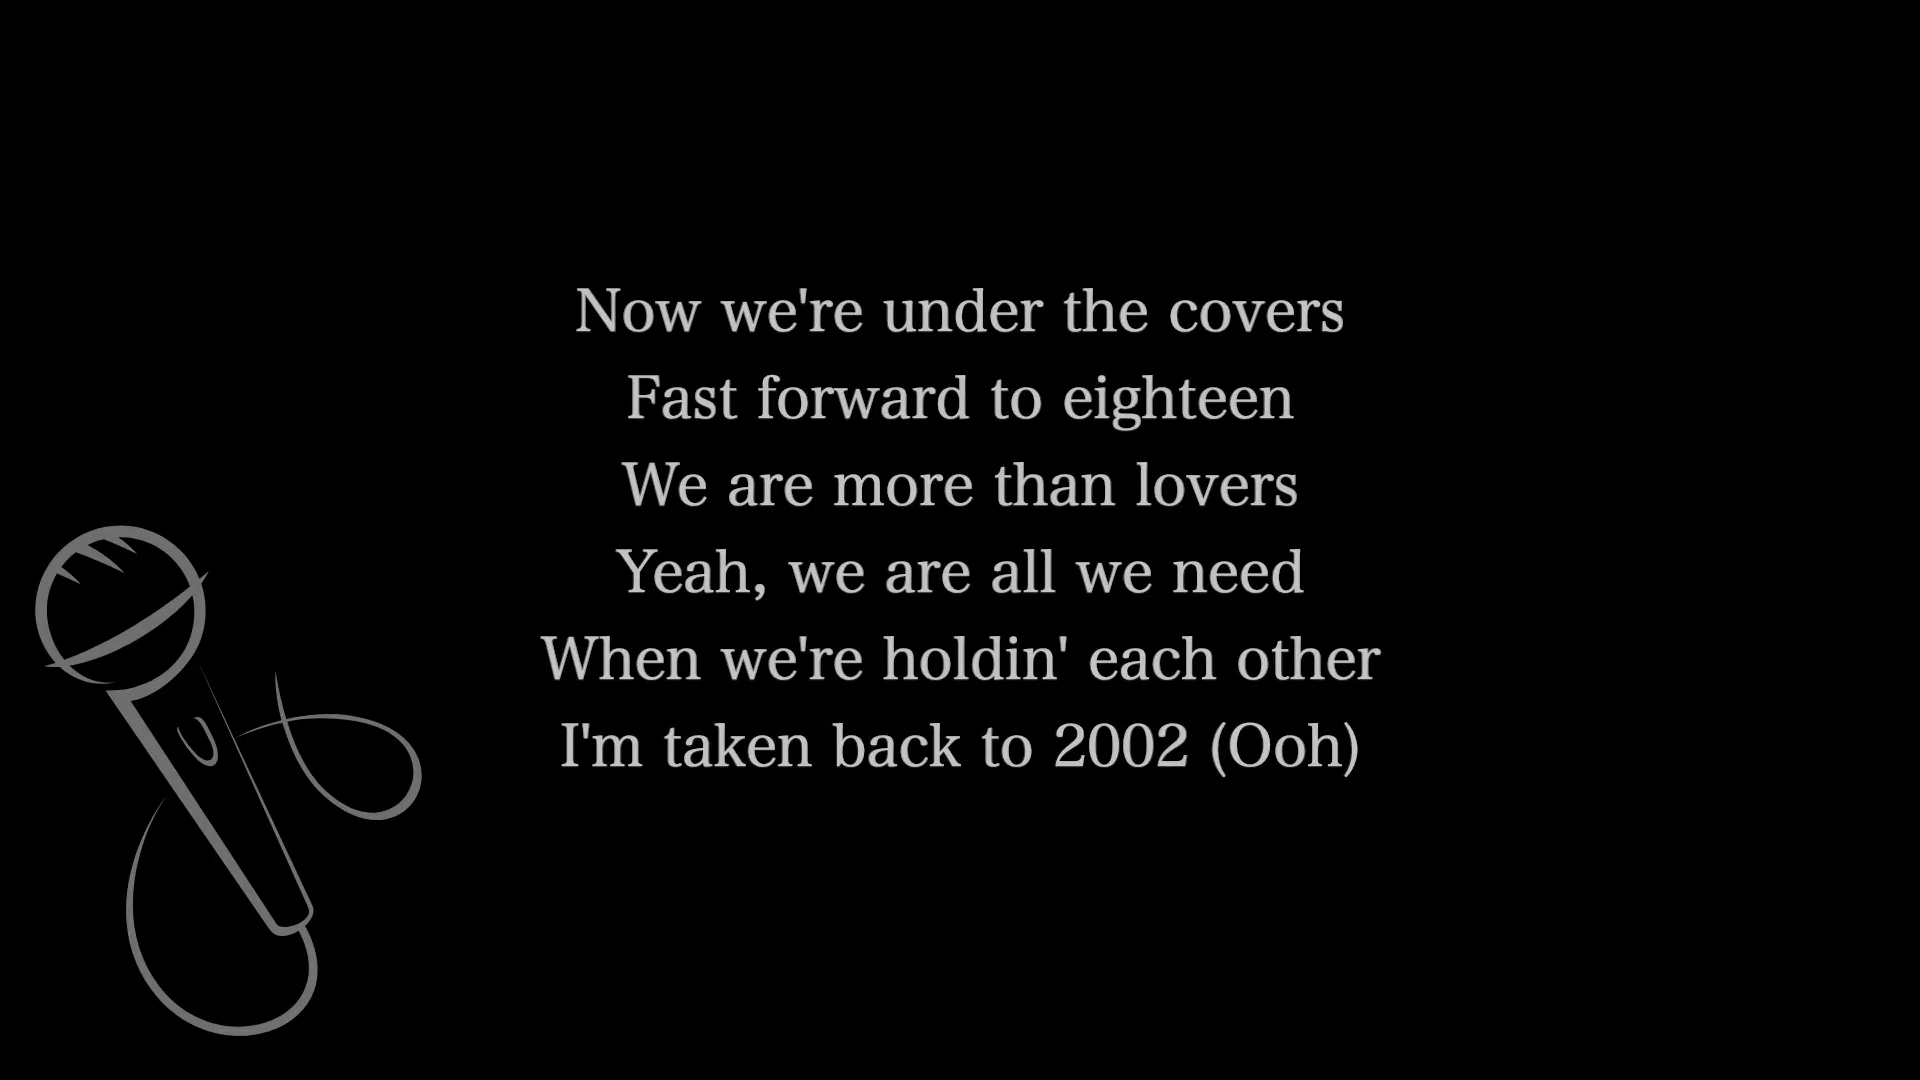 Now we're under the covers
Fast forward to eighteen
We are more than lovers
Yeah, we are all we need
When we're holdin' each other
I'm taken back to 2002 (Ooh)